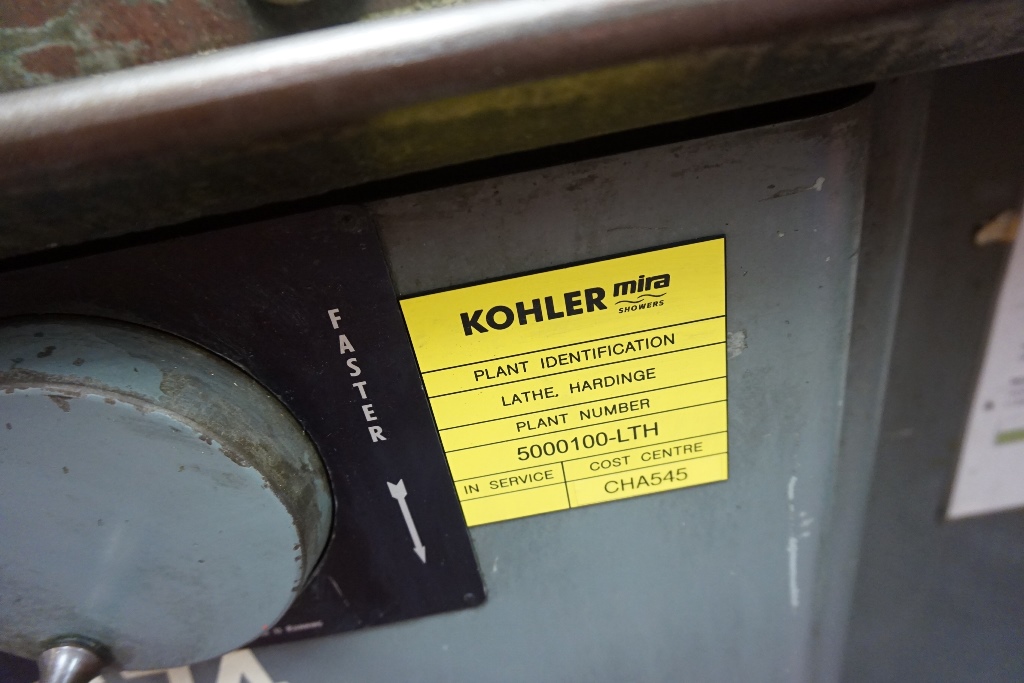 FASTER
KOHLER mira
SHOWERS
PLANT IDENTIFICATION
LATHE, HARDINGE
PLANT NUMBER
5000100-LTH
IN SERVICE
COST CENTRE
CHA545